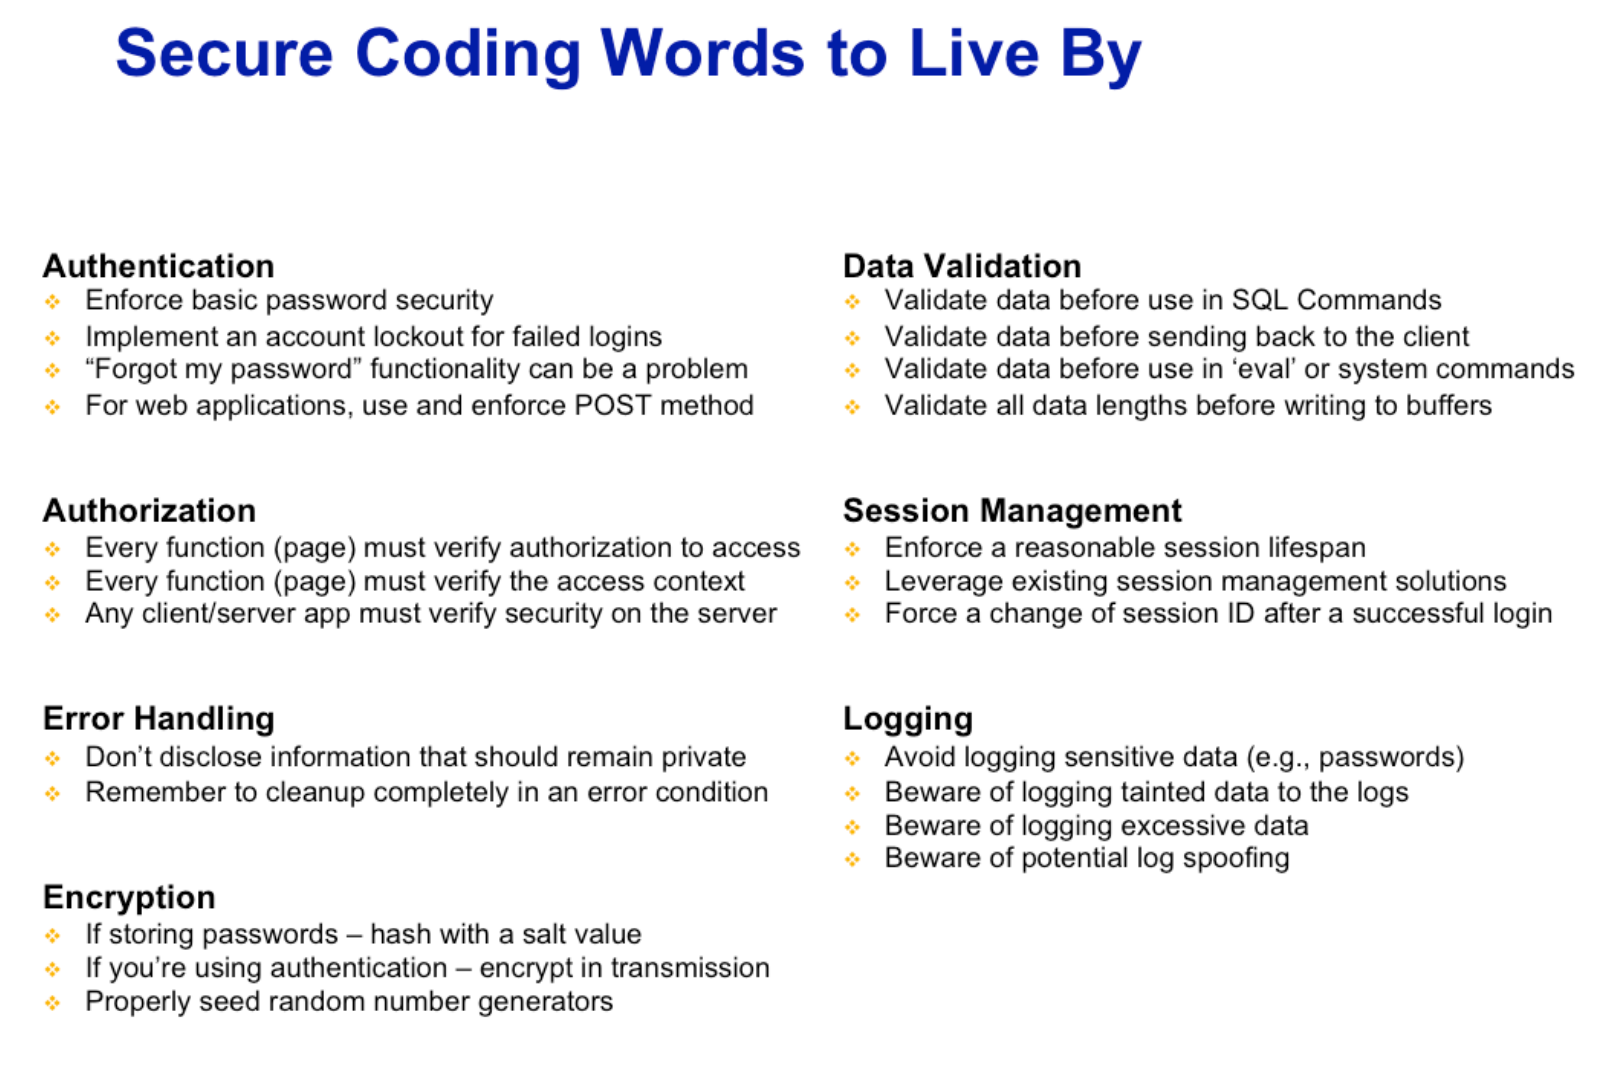 Secure Coding Words to Live By
Authentication
Enforce basic password security
Implement an account lockout for failed logins
“Forgot my password” functionality can be a problem
For web applications, use and enforce POST method
Authorization
Every function (page) must verify authorization to access
Every function (page) must verify the access context
Any client/server app must verify security on the server
Error Handling
Don’t disclose information that should remain private
Remember to cleanup completely in an error condition
Encryption
If storing passwords – hash with a salt value
If you’re using authentication – encrypt in transmission
Properly seed random number generators
Data Validation
Validate data before use in SQL Commands
Validate data before sending back to the client
Validate data before use in ‘eval’ or system commands
Validate all data lengths before writing to buffers
Session Management
Enforce a reasonable session lifespan
Leverage existing session management solutions
Force a change of session ID after a successful login
Logging
Avoid logging sensitive data (e.g., passwords)
Beware of logging tainted data to the logs
Beware of logging excessive data
Beware of potential log spoofing